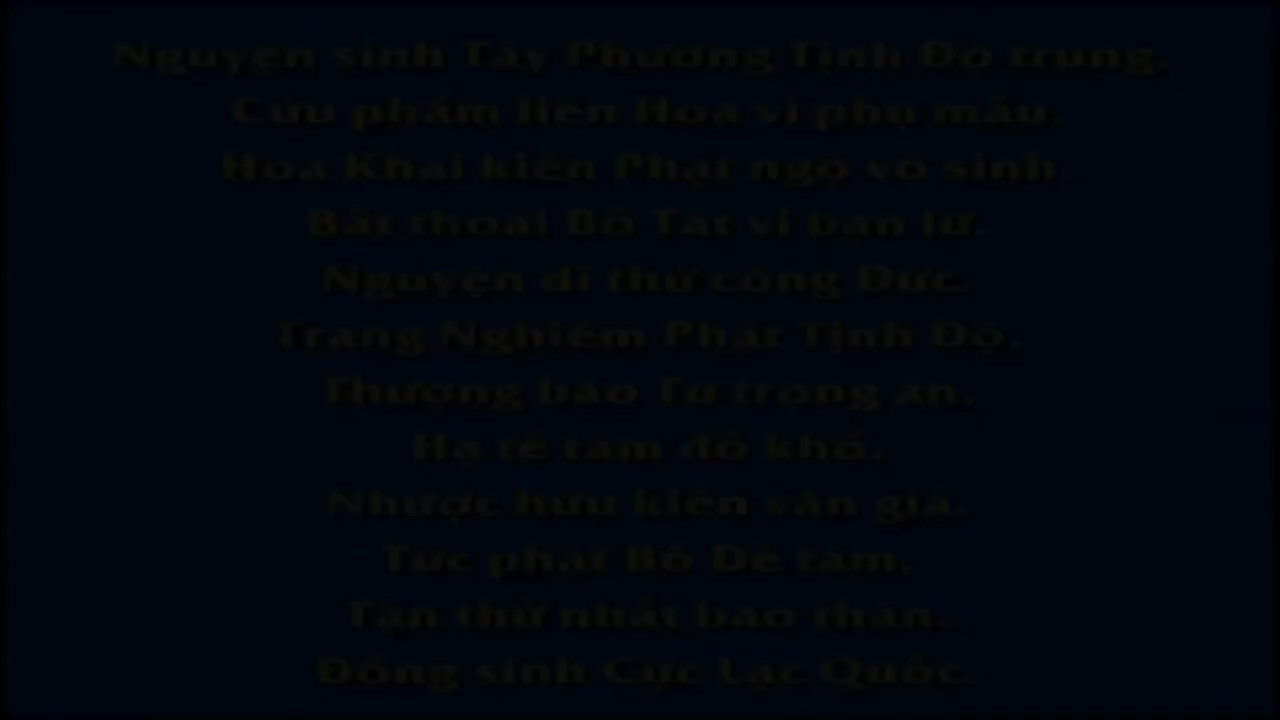 Nguyện sinh Tây Phương Tịnh Độ trung,
Cửu phẩm liên Hoa vi phụ mẫu.
Hoa Khai kiến Phật ngộ vô sinh,
Bất thoái Bồ Tát vi bạn lữ.
Nguyện dĩ thử công Đức.
Trang Nghiêm Phật Tịnh Độ.
Thượng báo Tứ trọng ân.
Hạ tế tam đồ khổ.
Nhược hữu kiến văn giả.
Tức phát Bồ Đề tâm.
Tận thử nhất báo thân.
Đồng sinh Cực Lạc Quốc.